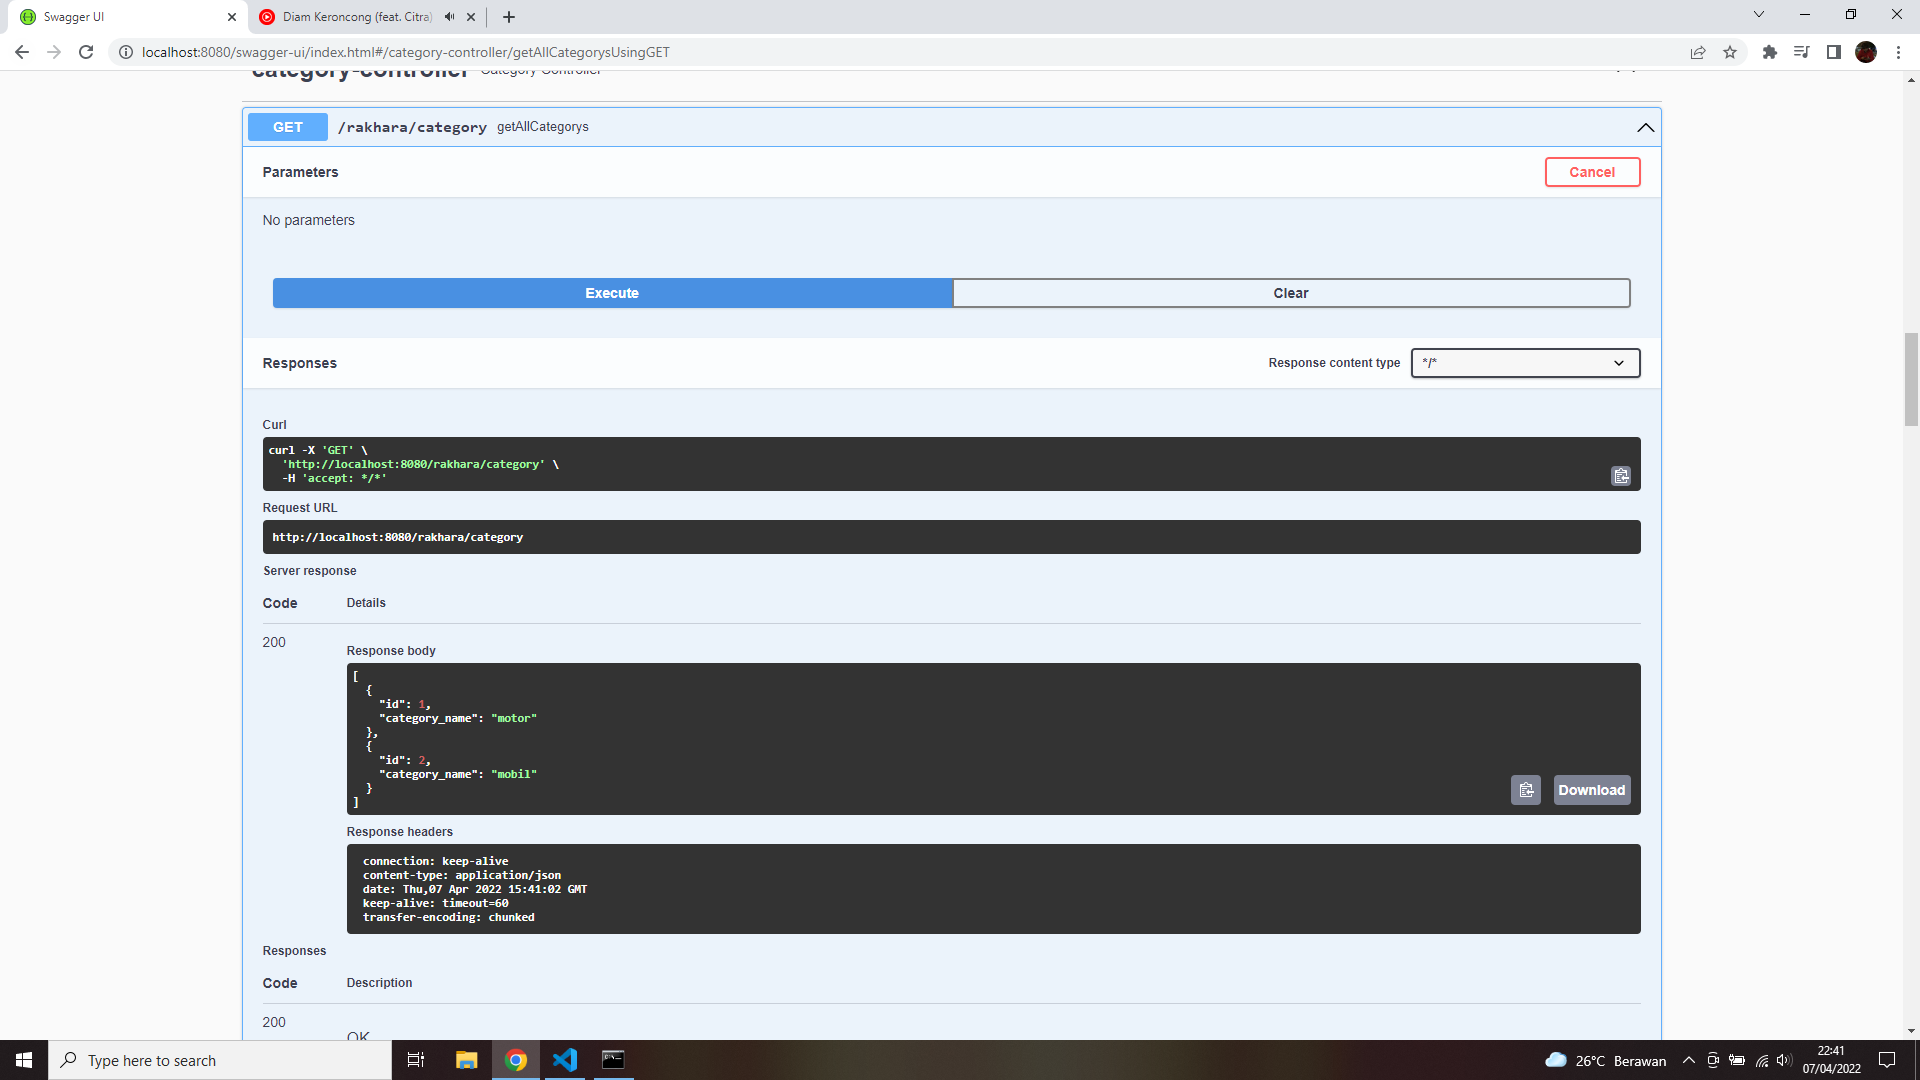 Swagger UI
Diam Keroncong (feat. Citra)
localhost:8080/swagger-ui/index.html#/category-controller/getAllCategorysUsingGET
category-controller Category Controller
GET /rakhara/category getAllCategorys
Parameters
Cancel
No parameters
Execute
Clear
Responses
Response content type
*/*
Curl
curl -X 'GET' \
'http://localhost:8080/rakhara/category' \
-H 'accept: */*'
Request URL
http://localhost:8080/rakhara/category
Server response
Code Details
200
Response body
[
{
"id": 1,
"category_name": "motor"
},
{
"id": 2,
"category_name": "mobil"
}
]
Download
Response headers
connection: keep-alive
content-type: application/json
date: Thu,07 Apr 2022 15:41:02 GMT
keep-alive: timeout=60
transfer-encoding: chunked
Responses
Code Description
200
OK
Type here to search
26°C Berawan
22:41
07/04/2022